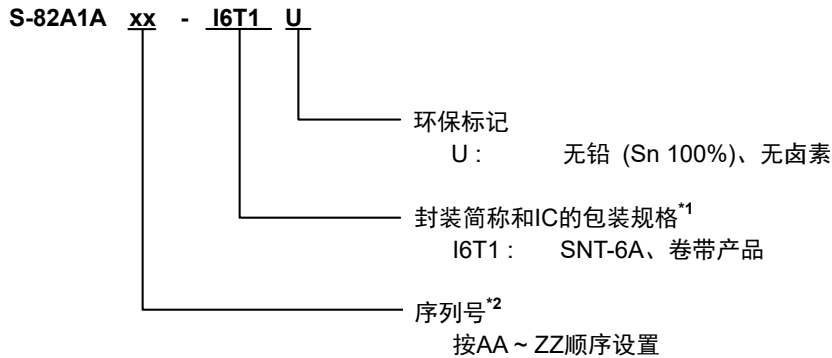 S-82A1A xx - I6T1 U
环保标记
U : 无铅 (Sn 100%)、无卤素
封装简称和IC的包装规格*1
I6T1 : SNT-6A、卷带产品
序列号*2
按AA ~ ZZ顺序设置